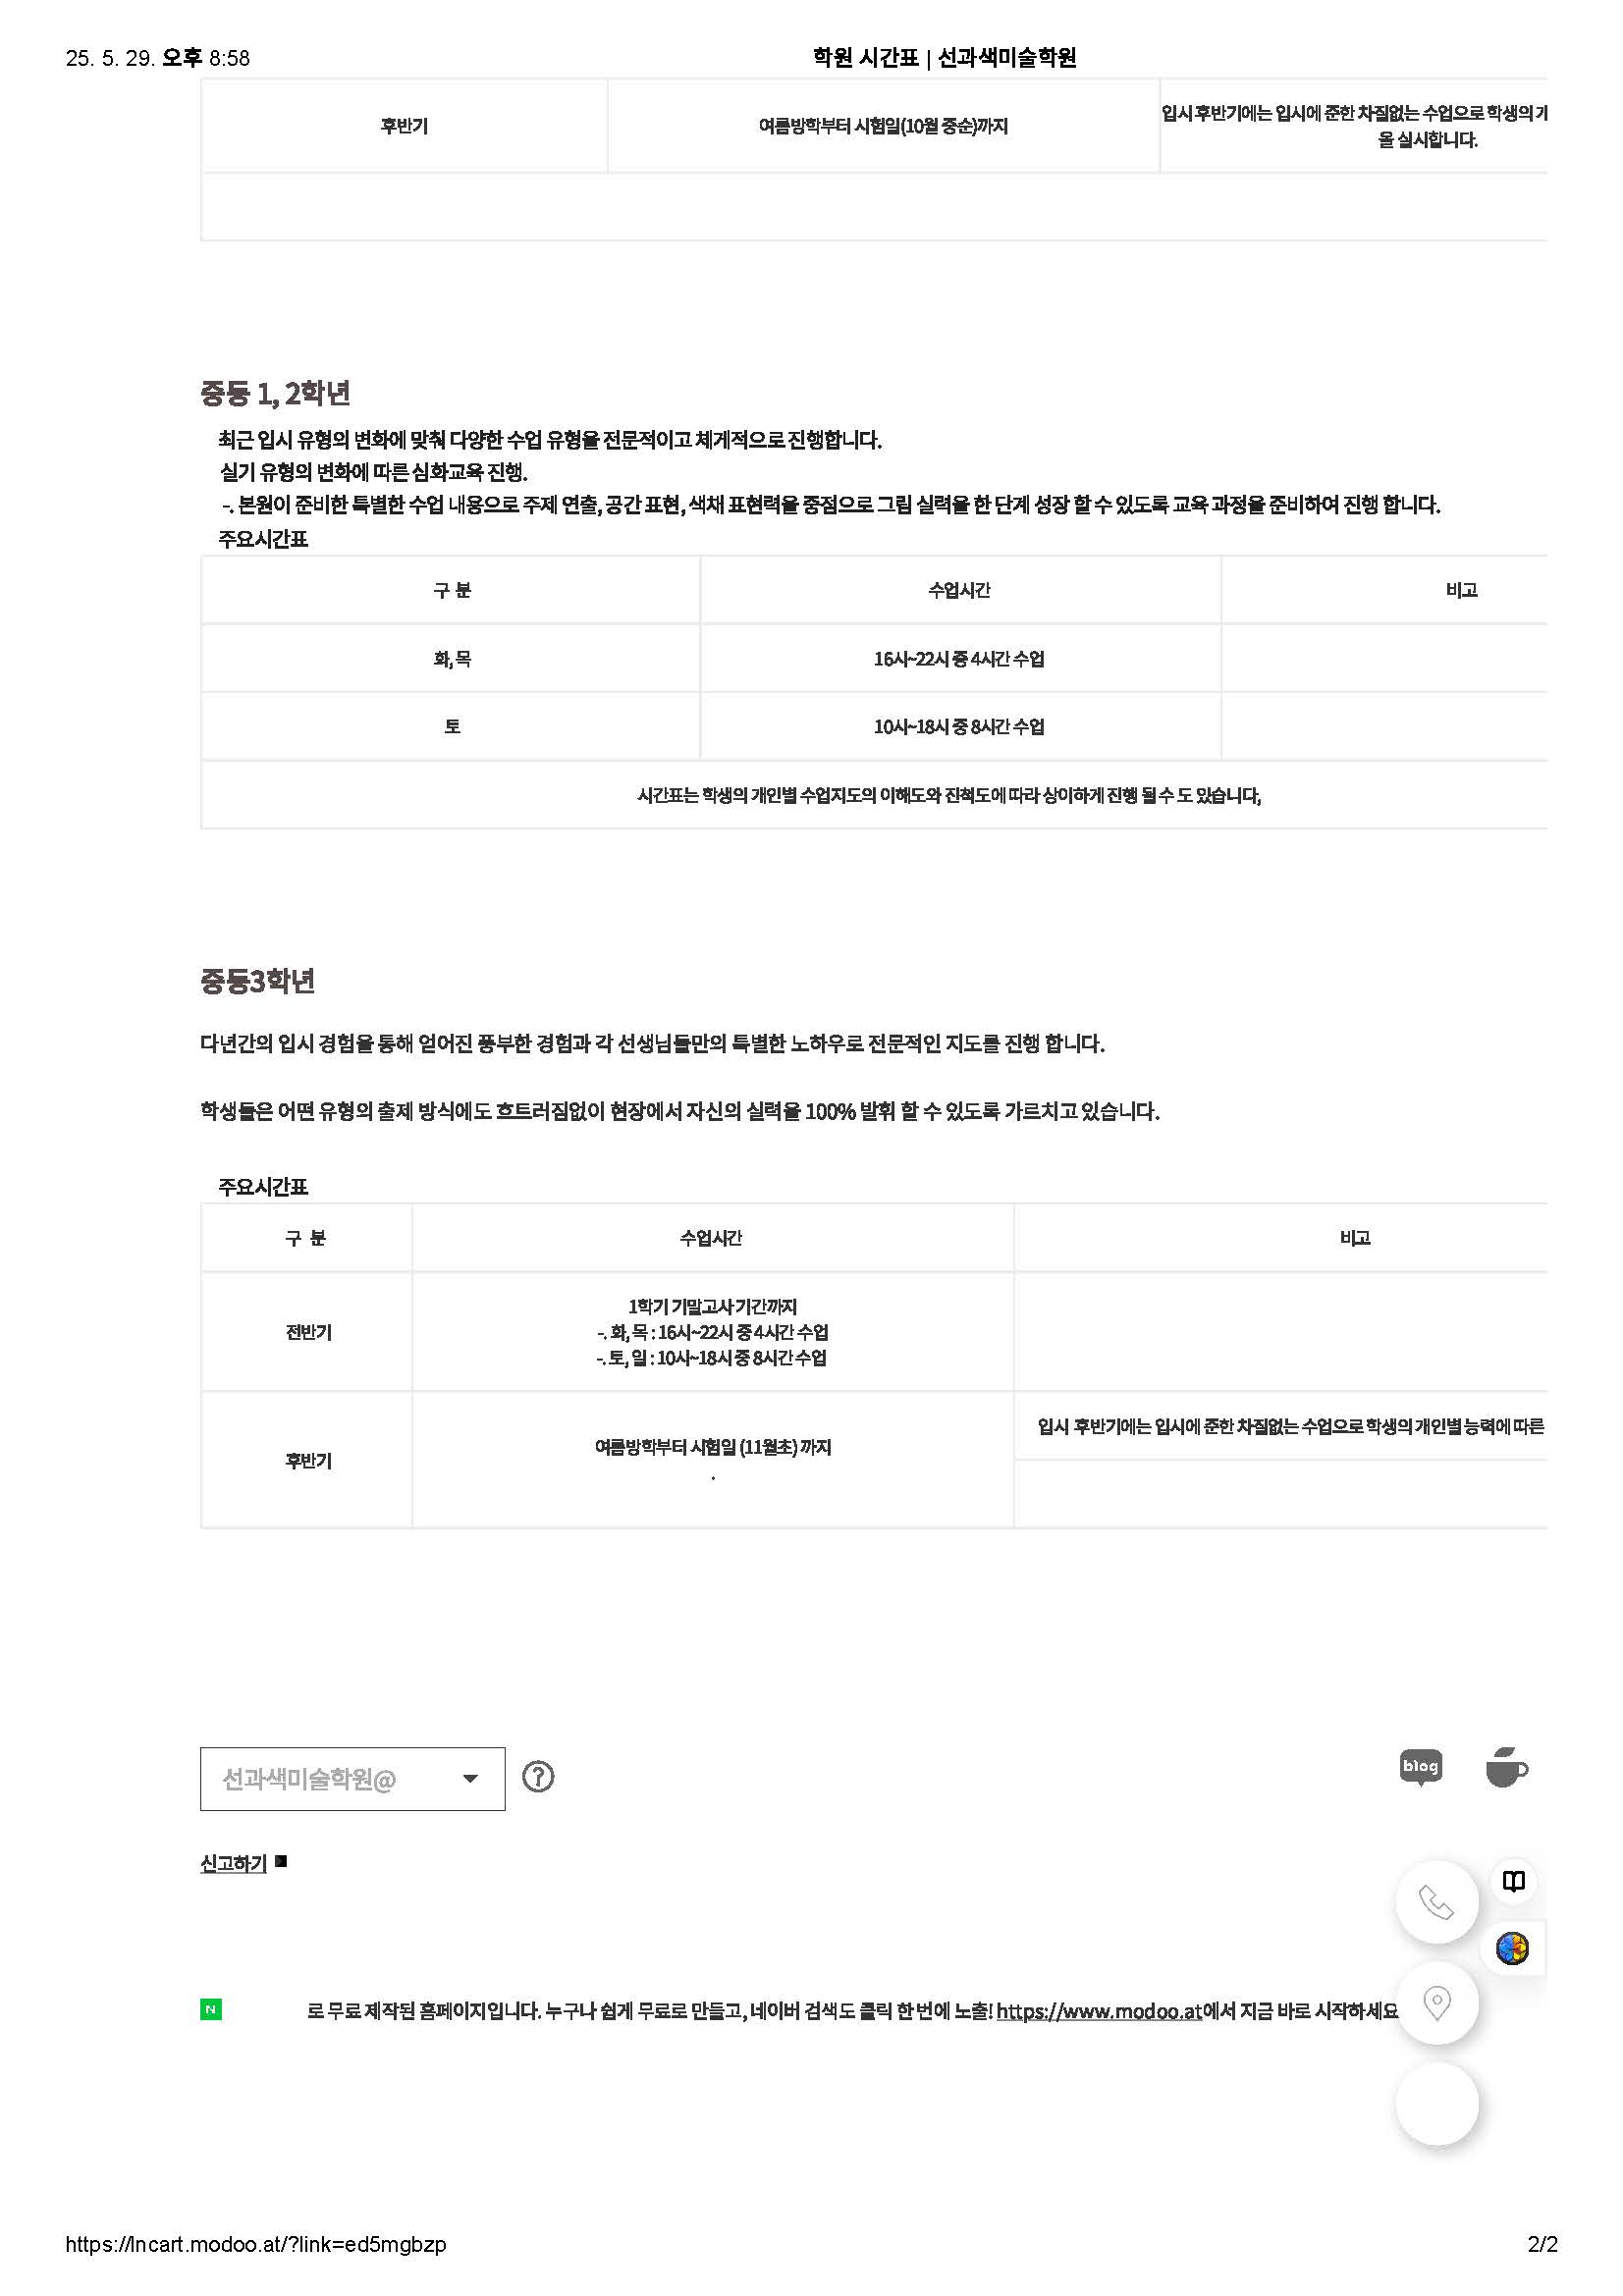 25. 5. 29. 오후 8:58
학원 시간표 | 선과색미술학원
후반기
여름방학부터 시험일(10월 중순)까지
입시 후반기에는 입시에 준한 차질없는 수업으로 학생의
을 실시합니다.
중등 1, 2학년
최근 입시 유형의 변화에 맞춰 다양한 수업 유형을 전문적이고 체계적으로 진행합니다.
실기 유형의 변화에 따른 심화교육 진행.
-. 본원이 준비한 특별한 수업 내용으로 주제 연출, 공간 표현, 색채 표현력을 중점으로 그림 실력을 한 단계 성장 할 수 있도록 교육 과정을 준비하여 진행 합니다.
주요시간표
구 분
수업시간
비고
화, 목
16시~22시 중 4시간 수업
토
10시~18시 중 8시간 수업
시간표는 학생의 개인별 수업지도의 이해도와 진척도에 따라 상이하게 진행 될 수 도 있습니다,
중등3학년
다년간의 입시 경험을 통해 얻어진 풍부한 경험과 각 선생님들만의 특별한 노하우로 전문적인 지도를 진행 합니다.
학생들은 어떤 유형의 출제 방식에도 흐트러짐없이 현장에서 자신의 실력을 100% 발휘 할 수 있도록 가르치고 있습니다.
주요시간표
구 분
수업시간
비고
전반기
1학기 기말고사 기간까지
-. 화, 목 : 16시~22시 중 4시간 수업
-. 토, 일 : 10시~18시 중 8시간 수업
후반기
여름방학부터 시험일 (11월초) 까지
.
입시 후반기에는 입시에 준한 차질없는 수업으로 학생의 개인별 능력에 따른
선과색미술학원@
blog
신고하기
N
로 무료 제작된 홈페이지입니다. 누구나 쉽게 무료로 만들고, 네이버 검색도 클릭 한번에 노출! https://www.modoo.at에서 지금 바로 시작하세요
https://lncart.modoo.at/?link=ed5mgbzp
2/2